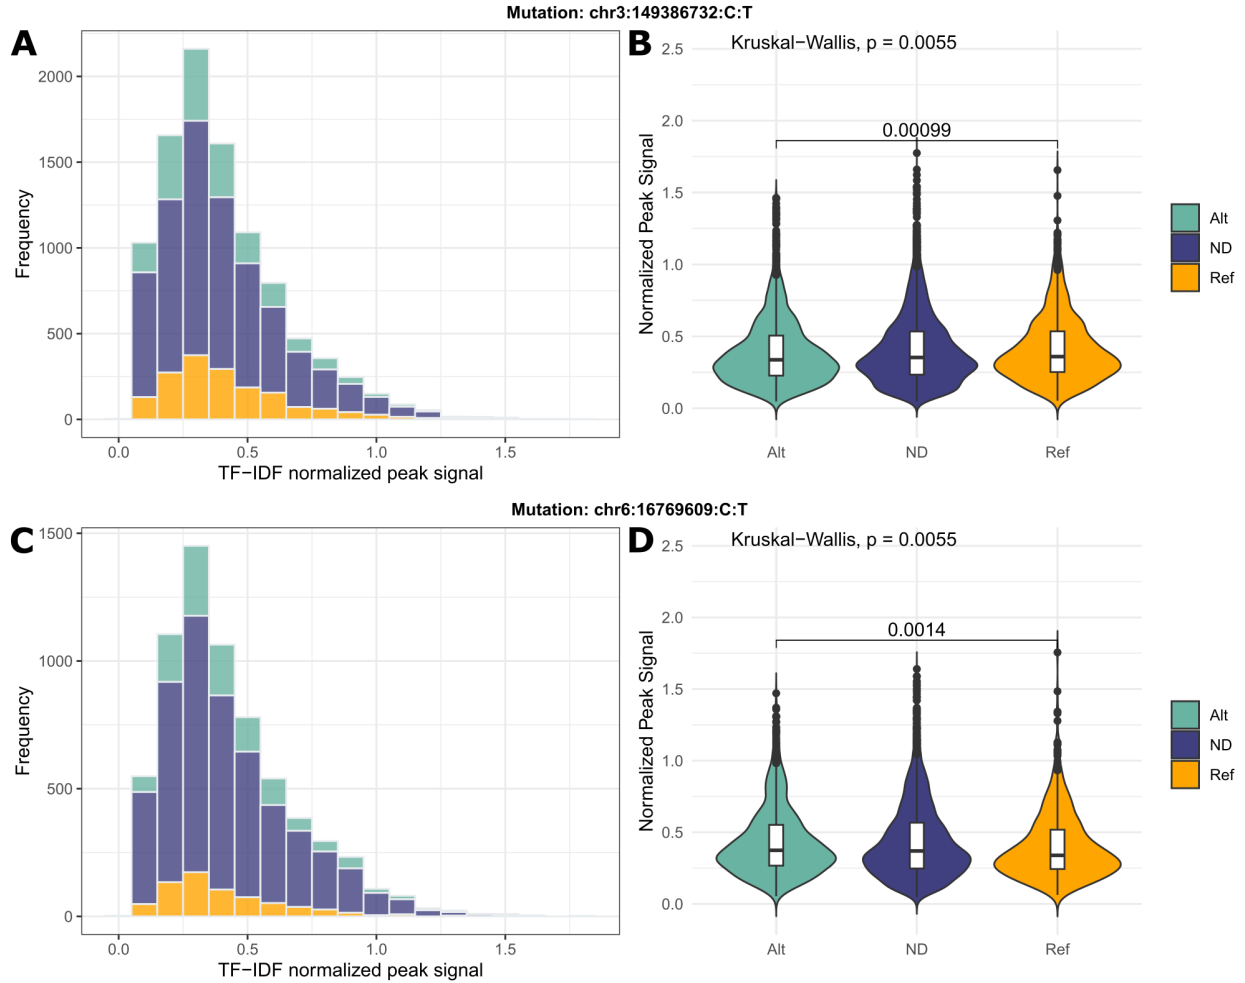 Mutation: chr3:149386732:C:T
A
Frequency
2000
1500
1000
500
0
0.0 0.5 1.0 1.5
TF−IDF normalized peak signal
B
Kruskal−Wallis, p = 0.0055
0.00099
Normalized Peak Signal
2.5
2.0
1.5
1.0
0.5
0.0
Alt ND Ref
Alt
ND
Ref
Mutation: chr6:16769609:C:T
C
Frequency
1500
1000
500
0
0.0 0.5 1.0 1.5
TF−IDF normalized peak signal
D
Kruskal−Wallis, p = 0.0055
0.0014
Normalized Peak Signal
2.5
2.0
1.5
1.0
0.5
0.0
Alt ND Ref
Alt
ND
Ref